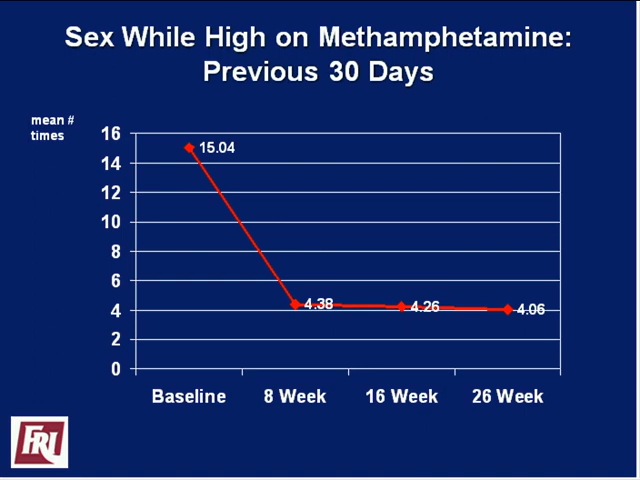 Sex While High on Methamphetamine:
Previous 30 Days
mean #
times
16
14
12
10
8
6
4
2
0
15.04
4.38
4.26
4.06
Baseline 8 Week 16 Week 26 Week
FRI